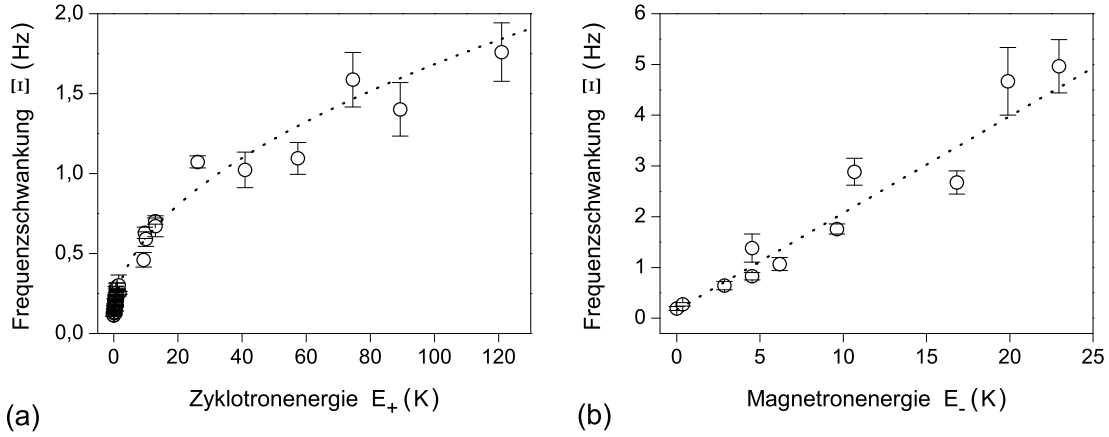 2,0
1,5
1,0
0,5
0,0
Frequenzschwankung Ξ (Hz)
0 20 40 60 80 100 120
Zyklotronenergie E+ (K)
(a)
6
5
4
3
2
1
0
Frequenzschwankung Ξ (Hz)
0 5 10 15 20 25
Magnetronenergie E- (K)
(b)